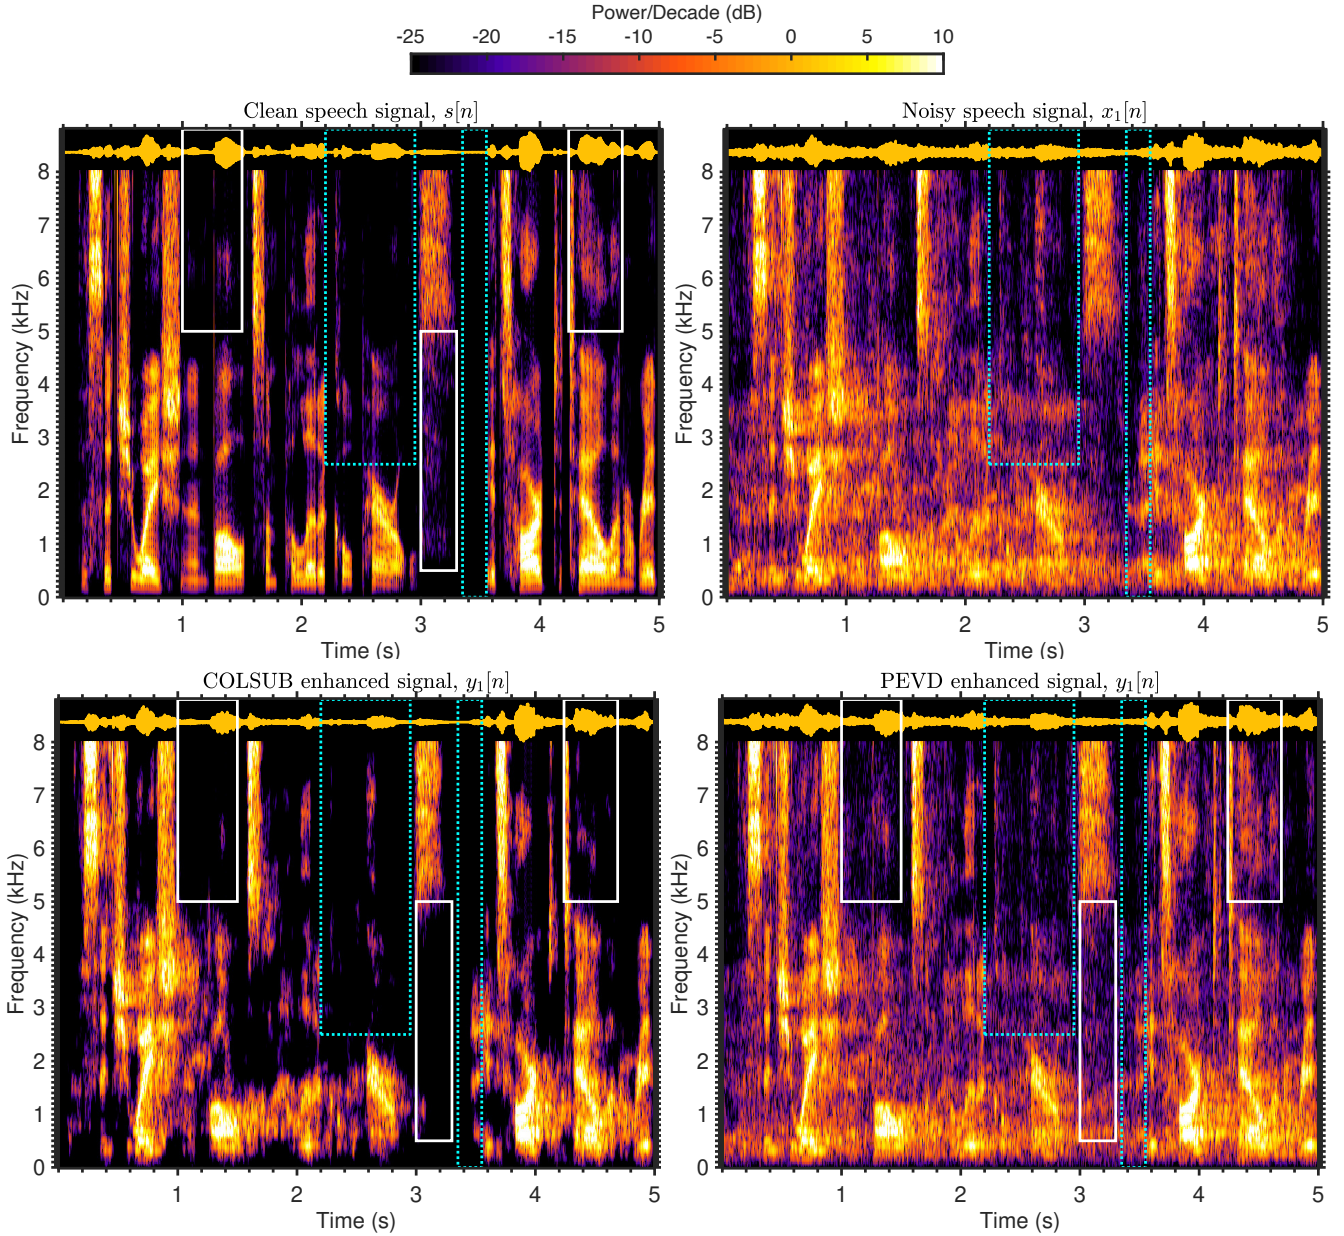 Power/Decade (dB)
-25 -20 -15 -10 -5 0 5 10
Clean speech signal, s[n]
Noisy speech signal, x₁[n]
8
7
6
5
4
3
2
1
0
Frequency (kHz)
1 2 3 4 5
Time (s)
8
7
6
5
4
3
2
1
0
Frequency (kHz)
1 2 3 4 5
Time (s)
COLSUB enhanced signal, y₁[n]
PEVD enhanced signal, y₁[n]
8
7
6
5
4
3
2
1
0
Frequency (kHz)
1 2 3 4 5
Time (s)
8
7
6
5
4
3
2
1
0
Frequency (kHz)
1 2 3 4 5
Time (s)